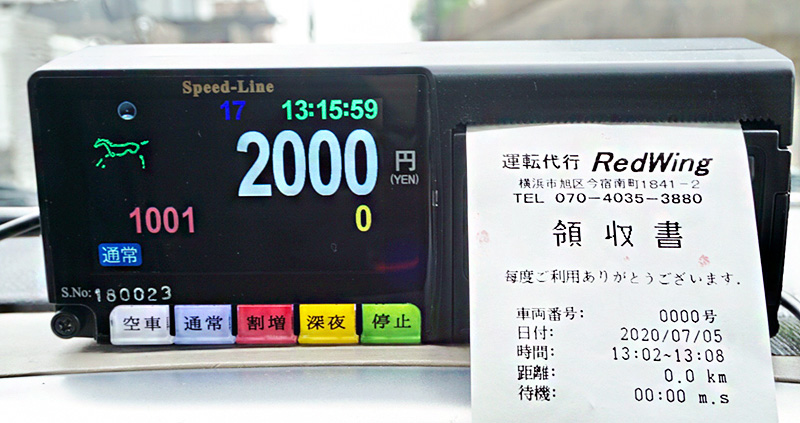 Speed-Line
17 13:15:59
2000 円
(YEN)
1001 0
通常
S.No: 180023
空車 通常 割増 深夜 停止
運転代行 RedWing
横浜市旭区今宿南町1841-2
TEL 070-4035-3880
領収書
毎度ご利用ありがとうございます.
車両番号: 0000号
日付: 2020/07/05
時間: 13:02~13:08
距離: 0.0 km
待機: 00:00 m.s